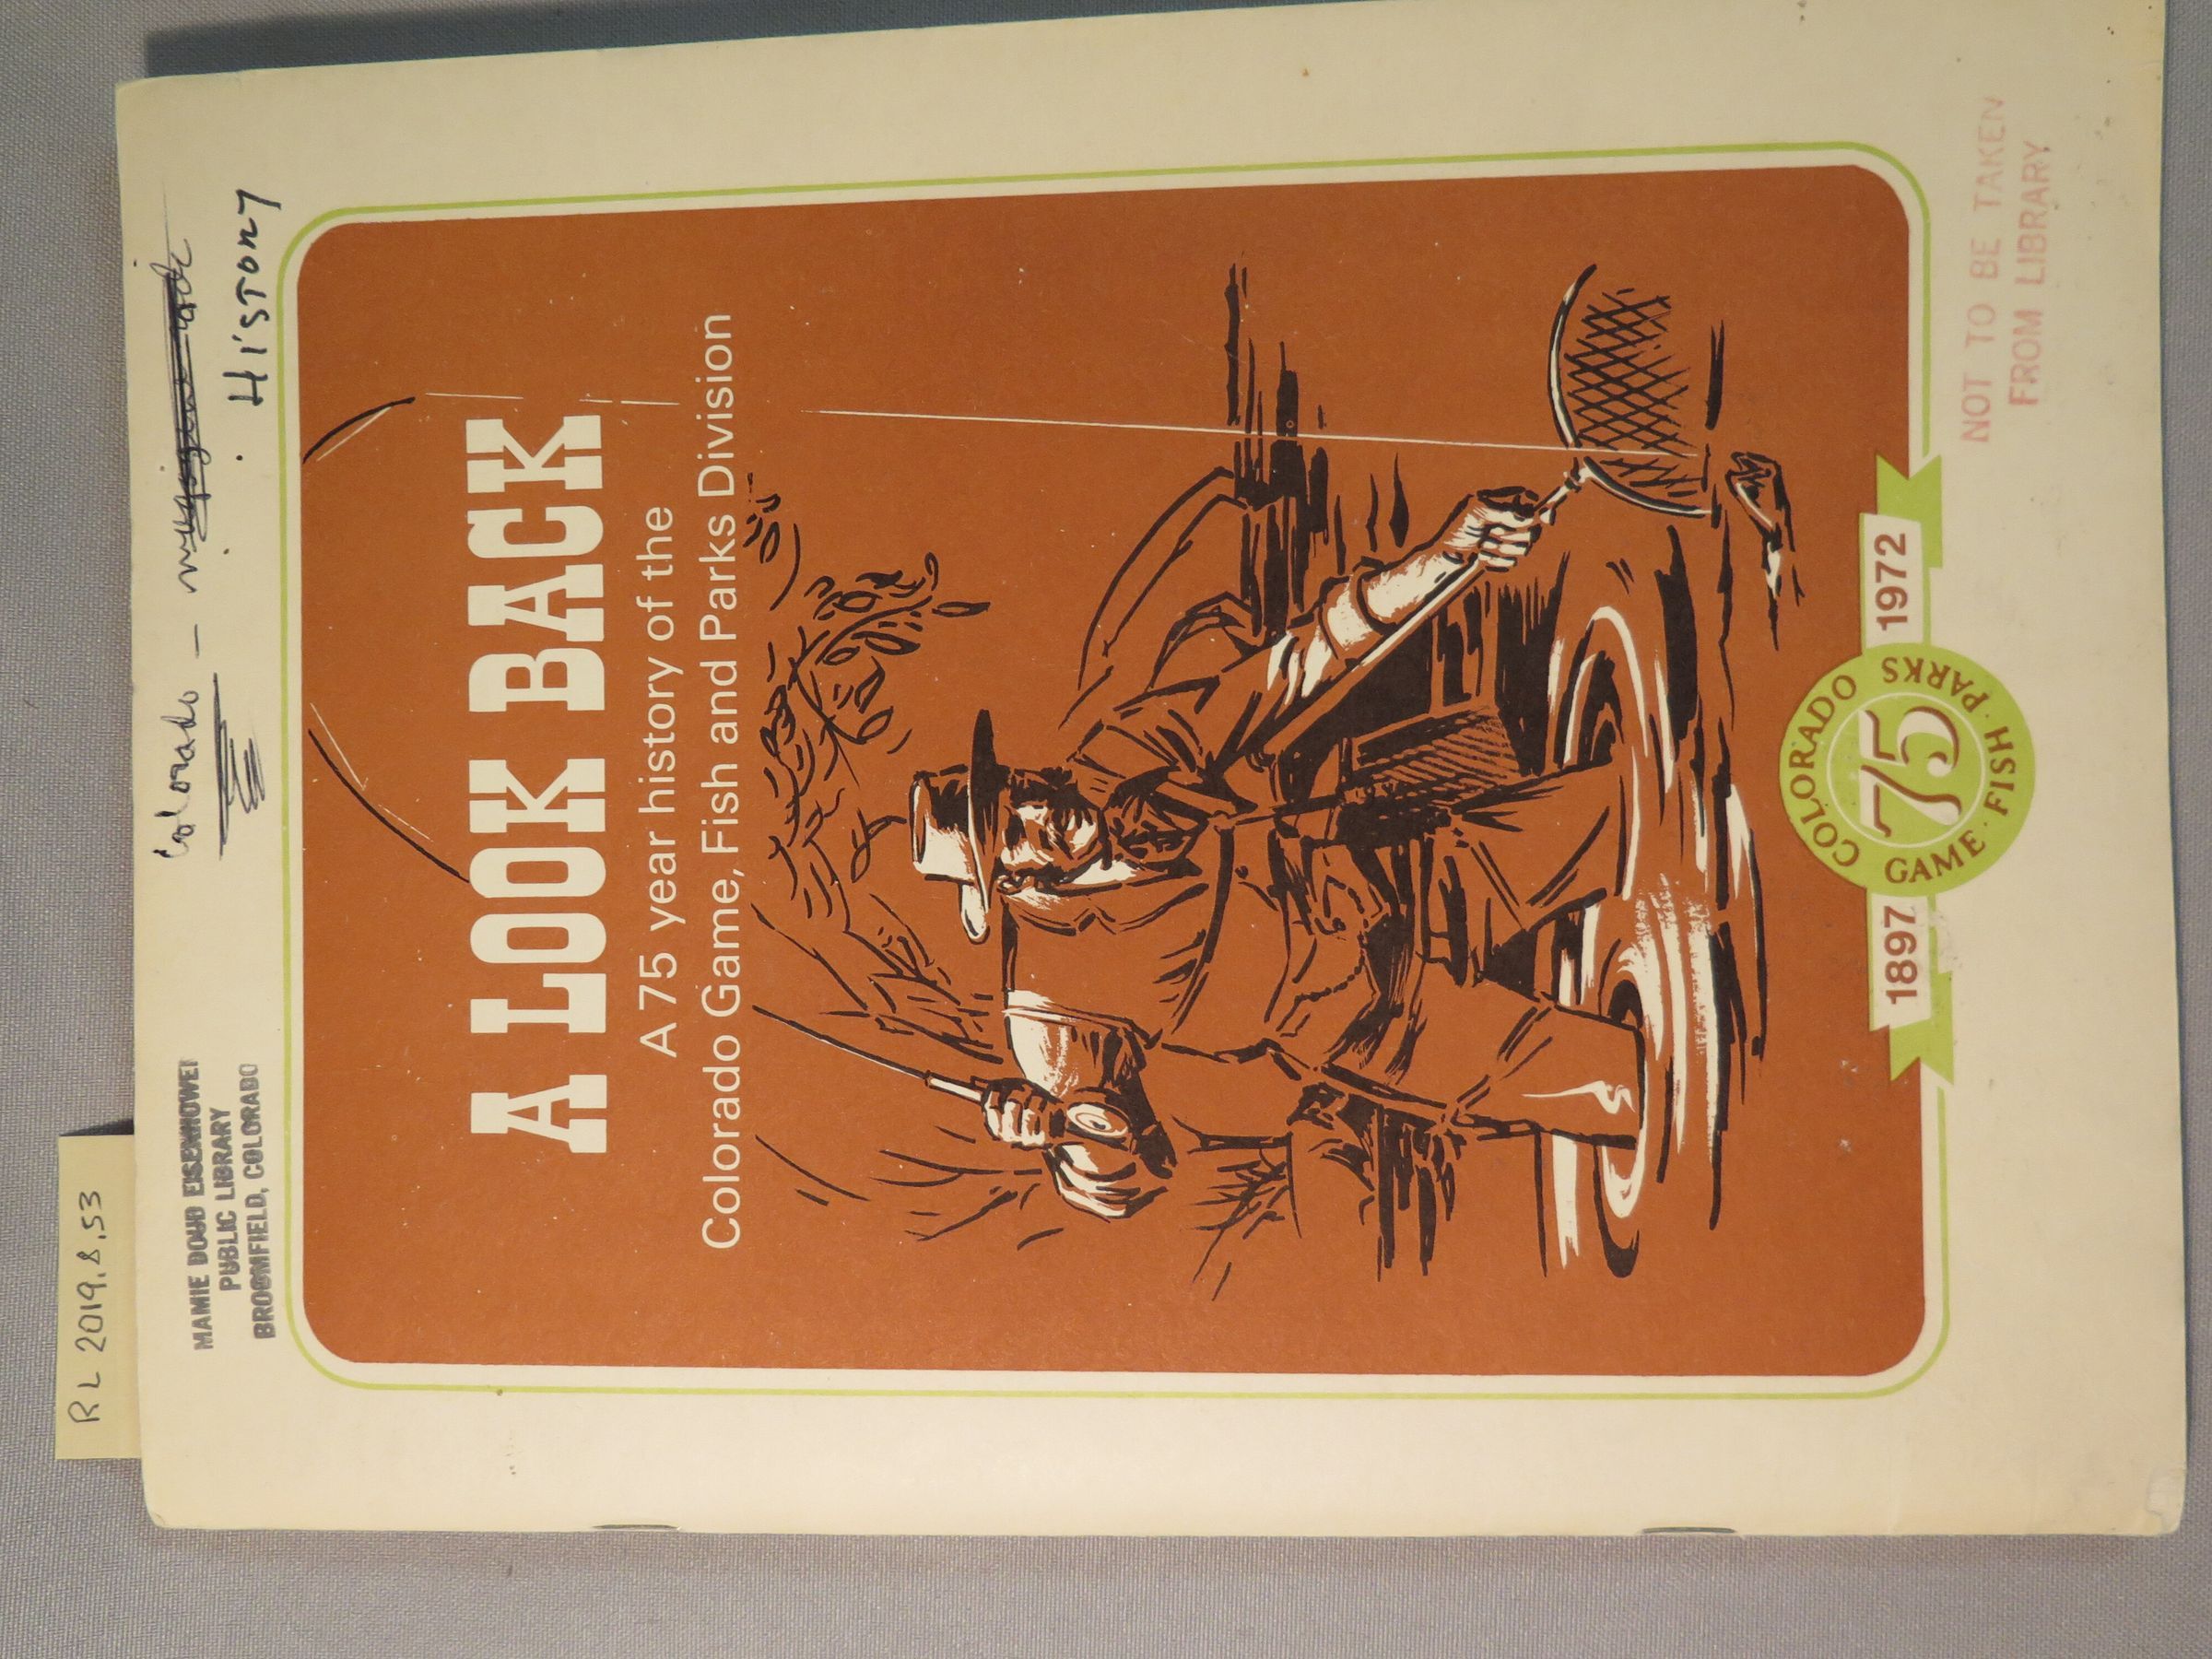 RL 2019.8.53
MAMIE DOUD EISENHOWER
PUBLIC LIBRARY
BROOMFIELD, COLORADO
Colorado —
History
A LOOK BACK
A 75 year history of the
Colorado Game, Fish and Parks Division
1897
COLORADO
75
GAME · FISH · PARKS
1972
NOT TO BE TAKEN
FROM LIBRARY